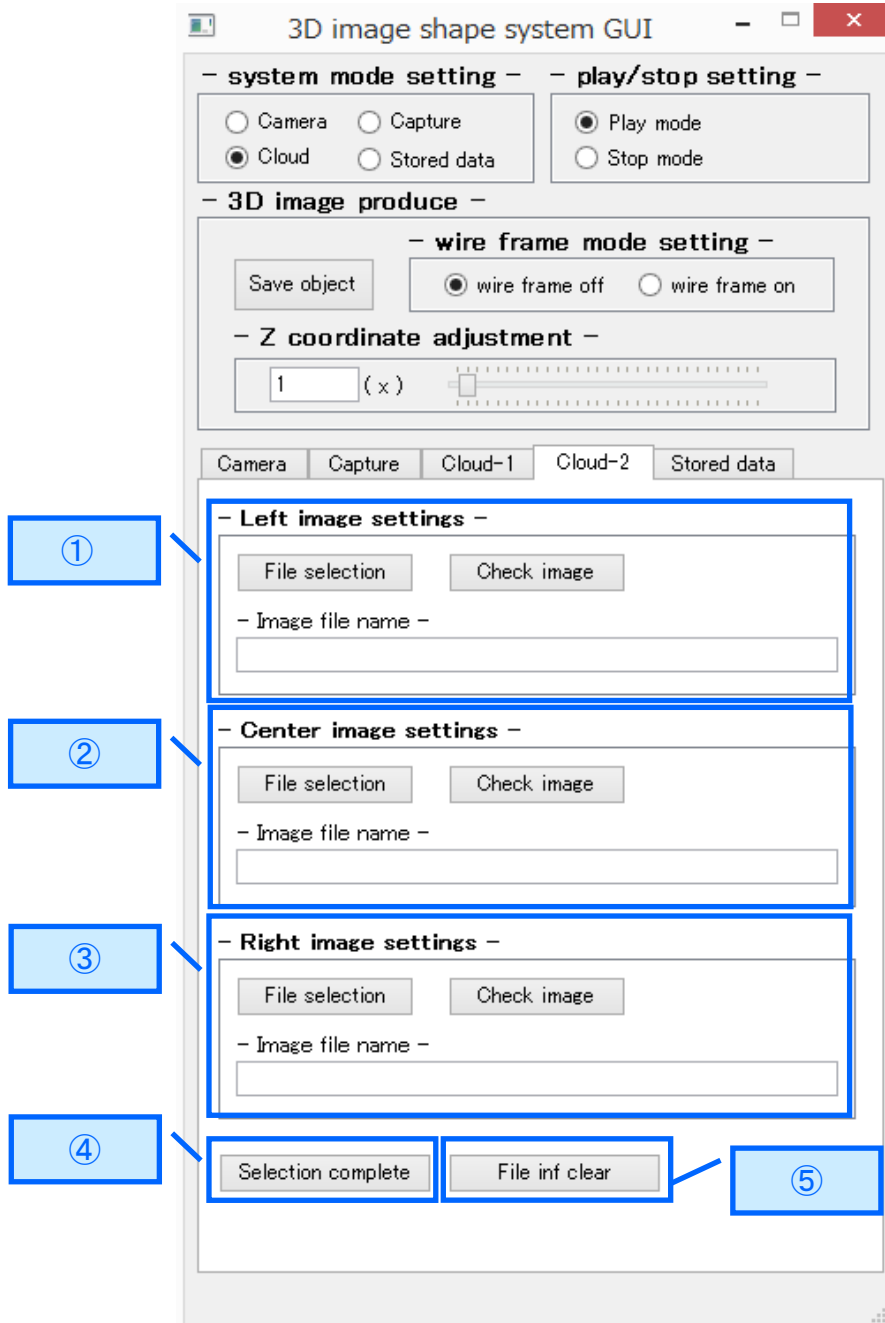 3D image shape system GUI
- system mode setting - - play/stop setting -
Camera Capture Play mode
Cloud Stored data Stop mode
- 3D image produce -
- wire frame mode setting -
Save object wire frame off wire frame on
- Z coordinate adjustment -
1 (x)
Camera Capture Cloud-1 Cloud-2 Stored data
- Left image settings -
①
File selection Check image
- Image file name -
- Center image settings -
②
File selection Check image
- Image file name -
- Right image settings -
③
File selection Check image
- Image file name -
④
Selection complete File inf clear
⑤